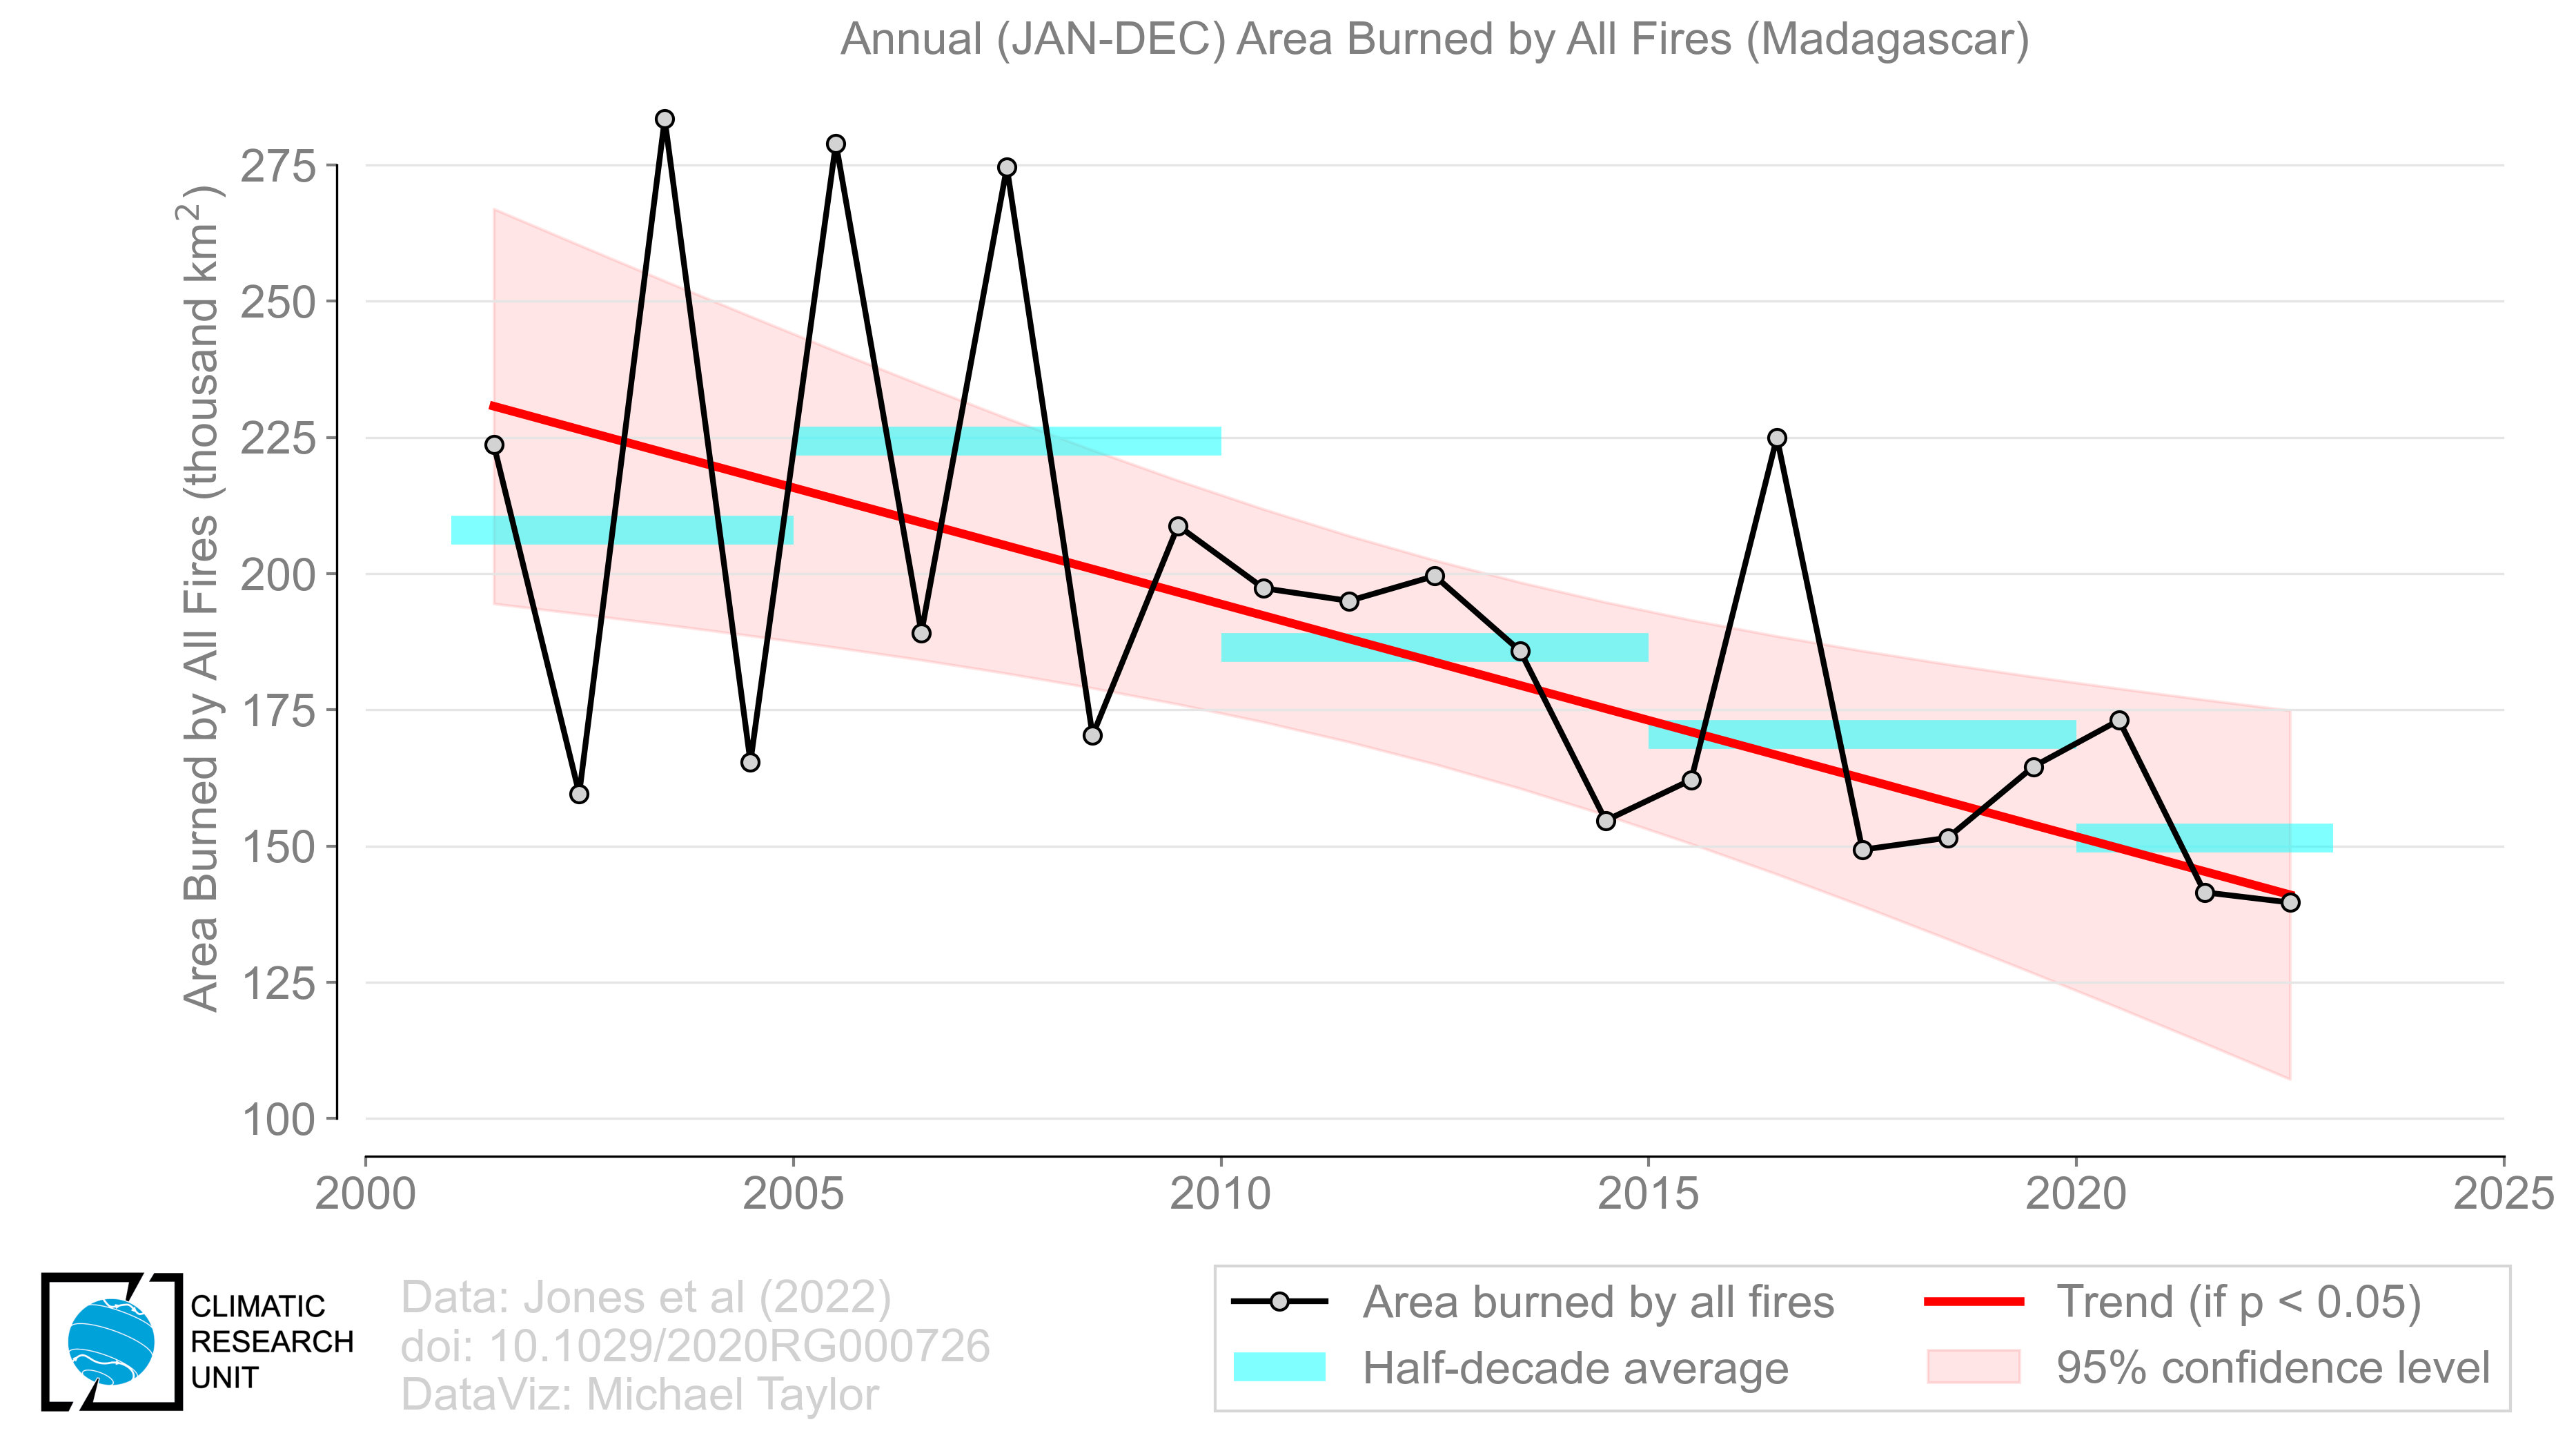 Annual (JAN-DEC) Area Burned by All Fires (Madagascar)
Area Burned by All Fires (thousand km²)
275
250
225
200
175
150
125
100
2000 2005 2010 2015 2020 2025
CLIMATIC
RESEARCH
UNIT
Data: Jones et al (2022)
doi: 10.1029/2020RG000726
DataViz: Michael Taylor
Area burned by all fires
Half-decade average
Trend (if p < 0.05)
95% confidence level